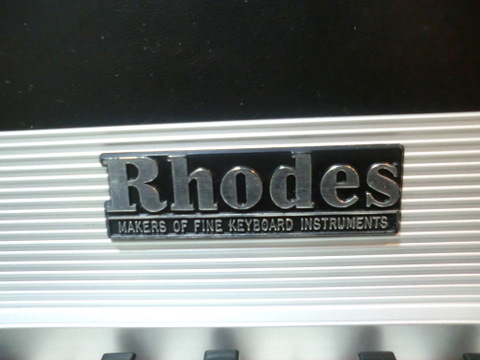 Rhodes
MAKERS OF FINE KEYBOARD INSTRUMENTS